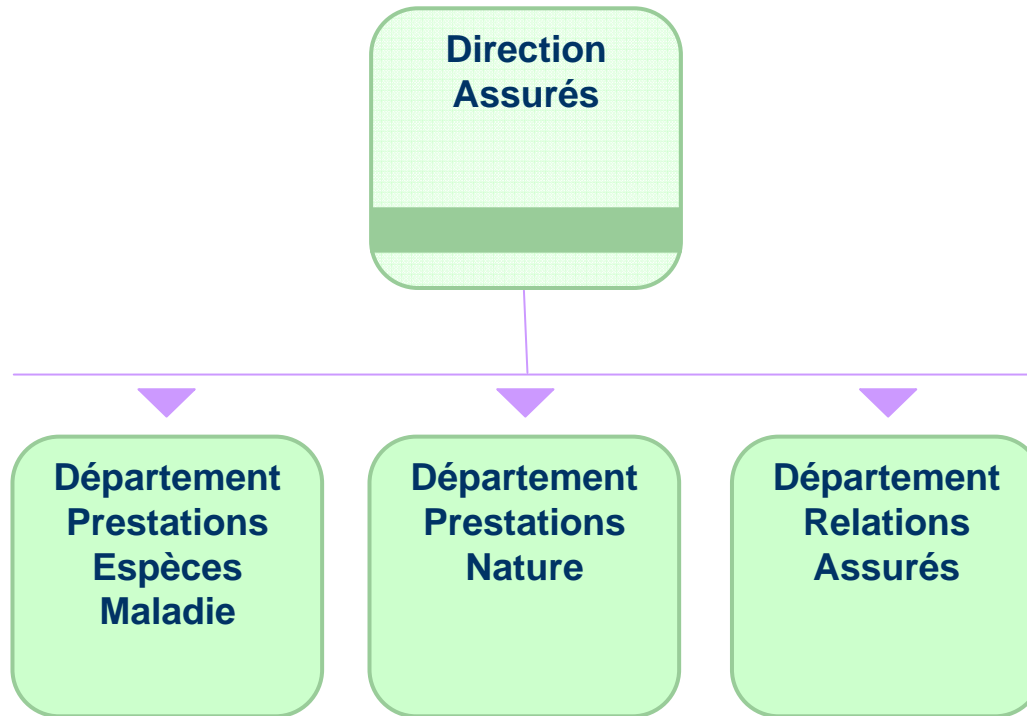 Direction
Assurés
Département
Prestations
Espèces
Maladie
Département
Prestations
Nature
Département
Relations
Assurés